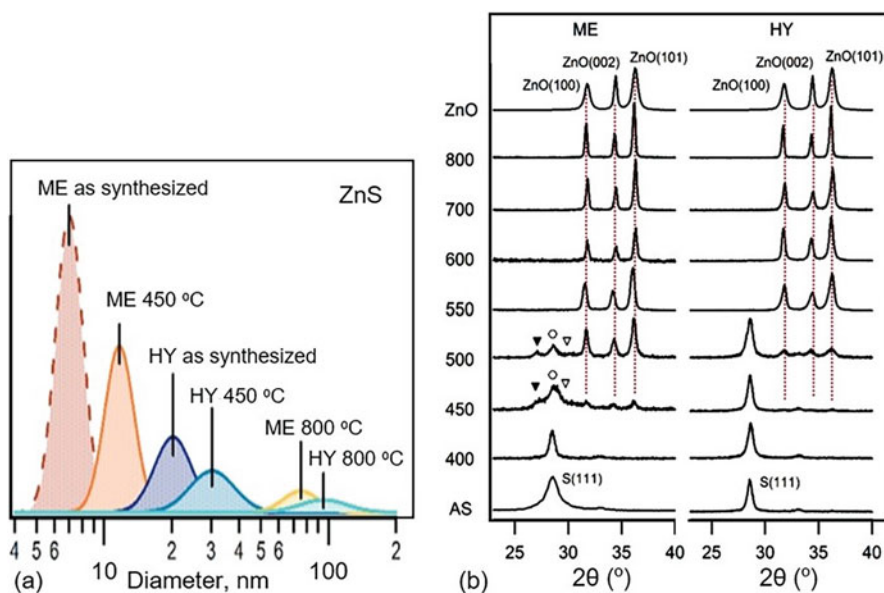 ME
HY
ZnO(100)
ZnO(002)
ZnO(101)
ZnO(100)
ZnO(002)
ZnO(101)
ZnO
800
700
600
550
500
450
400
AS
S(111)
S(111)
25 30 35 40
25 30 35 40
2θ (º)
2θ (º)
(b)
ME as synthesized
ZnS
ME 450 ºC
HY as synthesized
HY 450 ºC
ME 800 ºC
HY 800 ºC
4 5 6 10 2 3 4 5 6 100 2
(a)
Diameter, nm